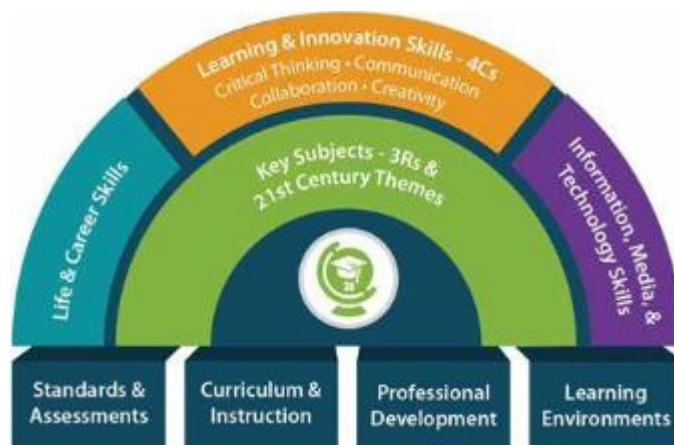 Learning & Innovation Skills - 4Cs
Critical Thinking • Communication
Collaboration • Creativity
Life & Career Skills
Key Subjects - 3Rs &
21st Century Themes
Information, Media, &
Technology Skills
Standards &
Assessments
Curriculum &
Instruction
Professional
Development
Learning
Environments